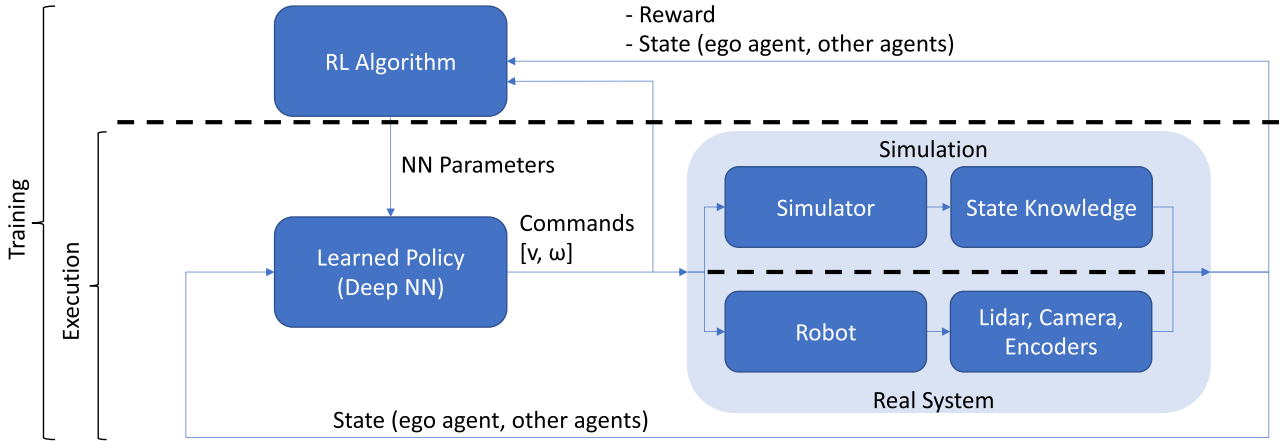 - Reward
- State (ego agent, other agents)
RL Algorithm
Training
Execution
NN Parameters
Simulation
Simulator
State Knowledge
Commands
[v, ω]
Learned Policy
(Deep NN)
Robot
Lidar, Camera,
Encoders
Real System
State (ego agent, other agents)